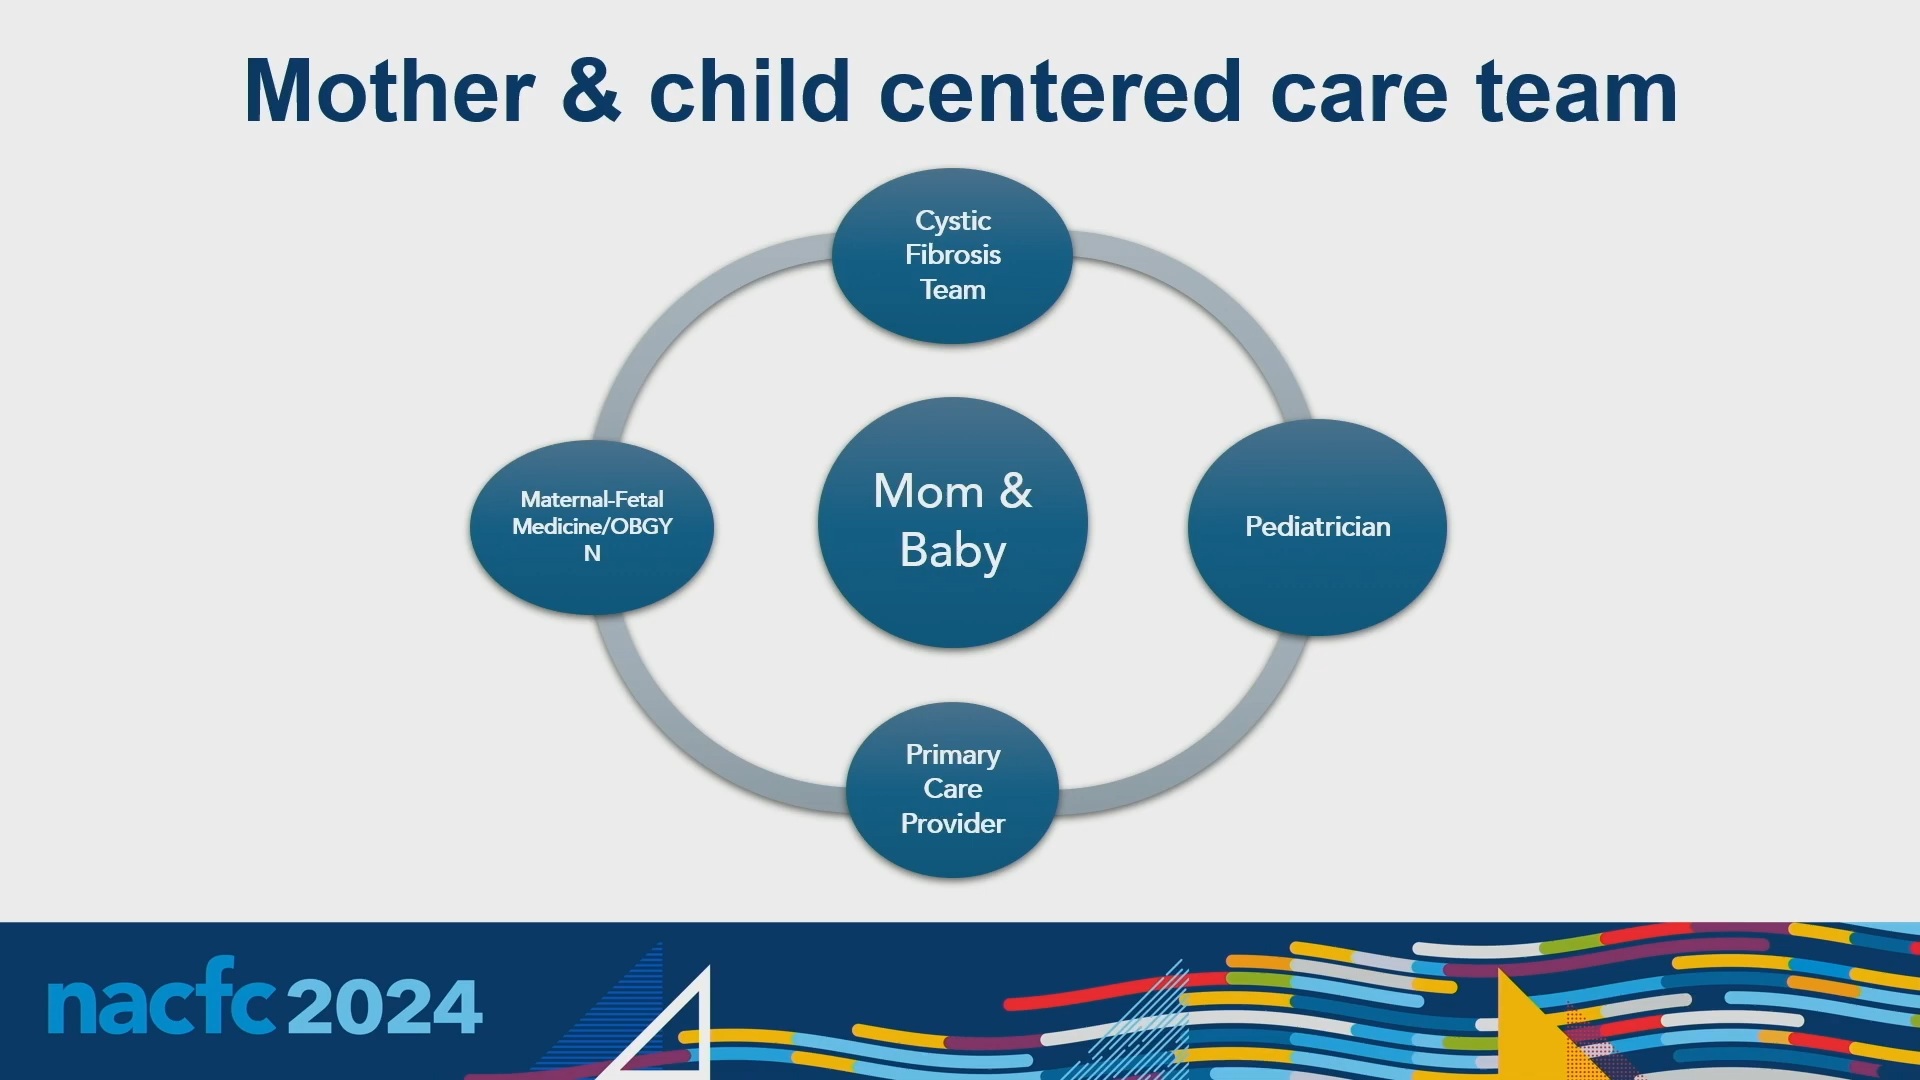 Mother & child centered care team
Cystic
Fibrosis
Team
Maternal-Fetal
Medicine/OBGY
N
Mom &
Baby
Pediatrician
Primary
Care
Provider
nacfc 2024